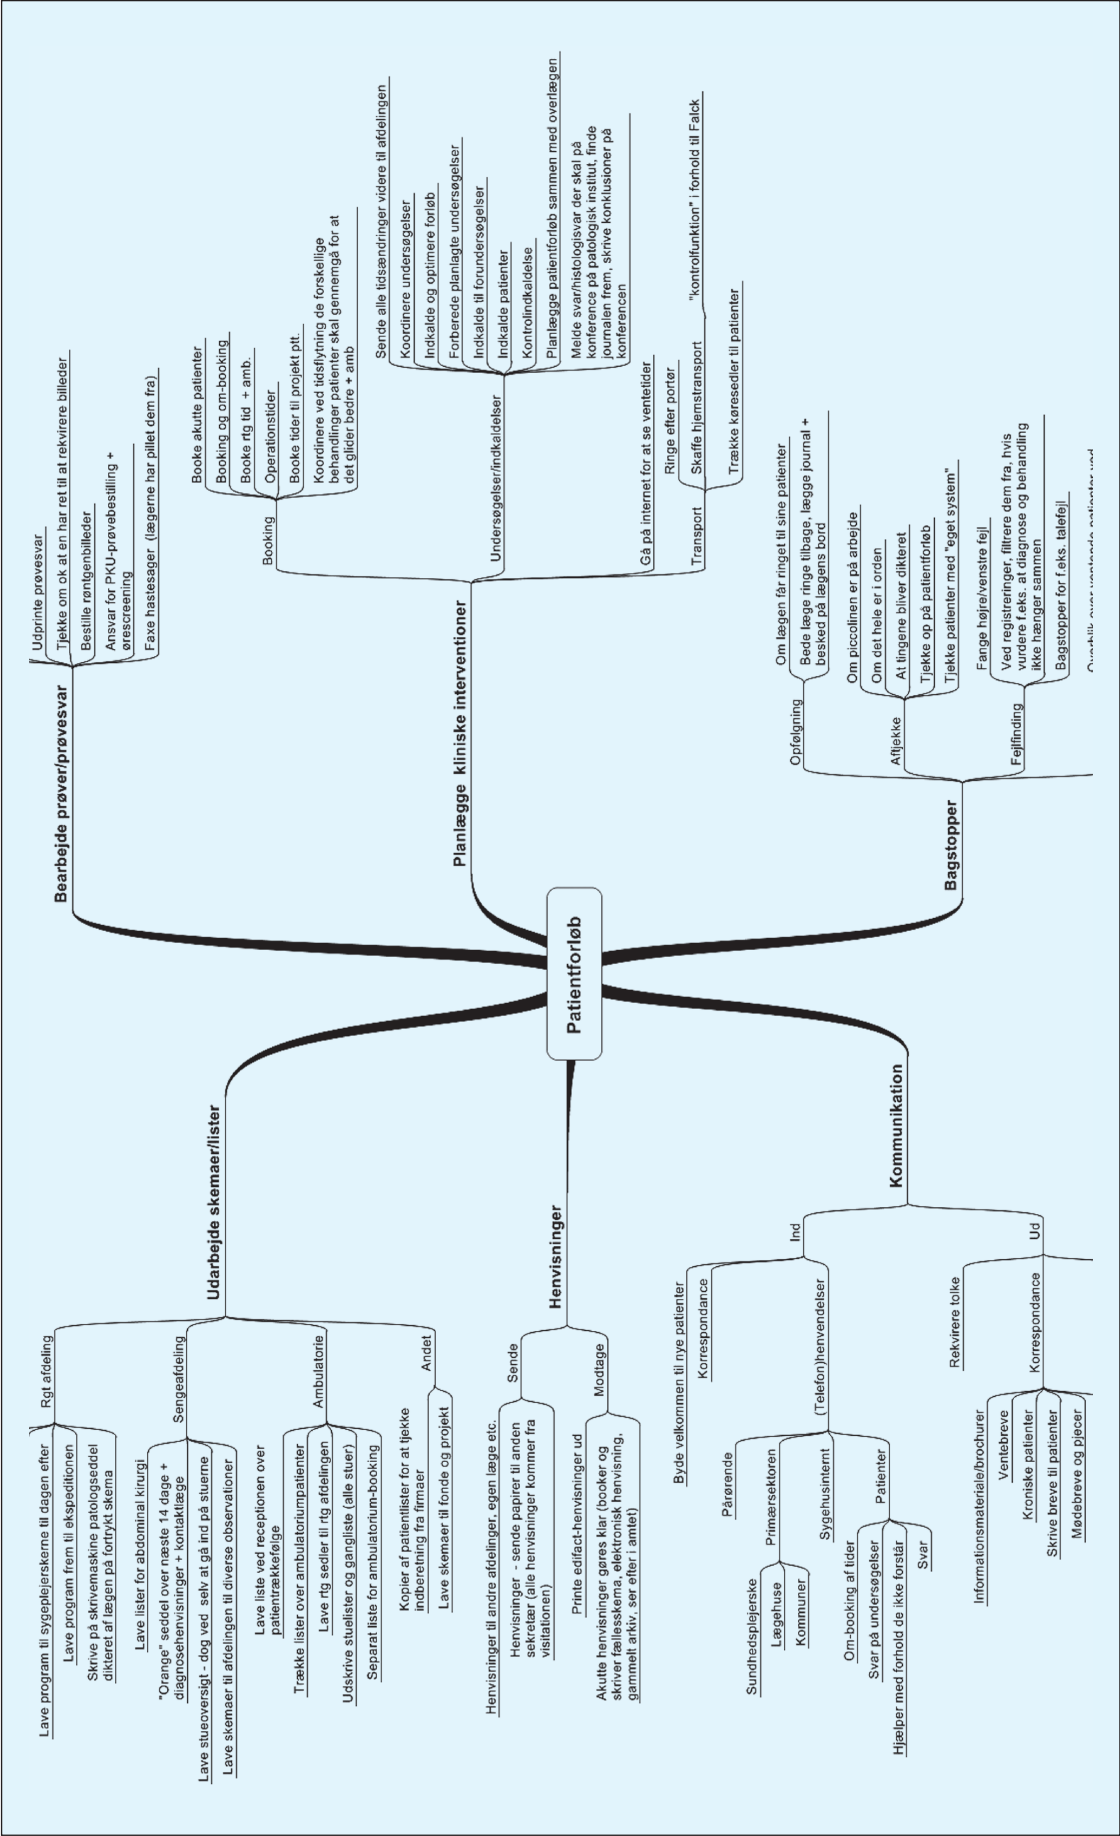 Patientforløb
Bearbejde prøver/prøvesvar
Udprinte prøvesvar
Tjekke om ok at en har ret til at rekvirere billeder
Bestille røntgenbilleder
Ansvar for PKU-prøvebestilling +
ørescreening
Faxe hastesager (lægerne har pillet dem fra)
Planlægge kliniske interventioner
Booking
Booke akutte patienter
Booking og om-booking
Booke rtg tid + amb.
Operationstider
Booke tider til projekt ptt.
Koordinere ved tidsflytning de forskellige
behandlinger patienter skal gennemgå for at
det glider bedre + amb
Undersøgelser/indkaldelser
Sende alle tidsændringer videre til afdelingen
Koordinere undersøgelser
Indkalde og optimere forløb
Forberede planlagte undersøgelser
Indkalde til forundersøgelser
Indkalde patienter
Kontrolindkaldelse
Planlægge patientforløb sammen med overlægen
Melde svar/histologisvar der skal på
konference på patologisk institut, finde
journalen frem, skrive konklusioner på
konferencen
Gå på internet for at se ventetider
Transport
Ringe efter portør
Skaffe hjemstransport
"kontrolfunktion" i forhold til Falck
Trække køresedler til patienter
Bagstopper
Opfølgning
Om lægen får ringet til sine patienter
Bede læge ringe tilbage, lægge journal +
besked på lægens bord
Aftjekke
Om piccolinen er på arbejde
Om det hele er i orden
At tingene bliver dikteret
Tjekke op på patientforløb
Tjekke patienter med "eget system"
Fejlfinding
Fange højre/venstre fejl
Ved registreringer, filtrere dem fra, hvis
vurdere f.eks. at diagnose og behandling
ikke hænger sammen
Bagstopper for f.eks. talefejl
Udarbejde skemaer/lister
Rgt afdeling
Lave program til sygeplejerskerne til dagen efter
Lave program frem til ekspeditionen
Skrive på skrivemaskine patologseddel
dikteret af lægen på fortrykt skema
Sengeafdeling
Lave lister for abdominal kirurgi
"Orange" seddel over næste 14 dage +
diagnosehenvisninger + kontaktlæge
Lave stueoversigt - dog ved selv at gå ind på stuerne
Lave skemaer til afdelingen til diverse observationer
Ambulatorie
Lave liste ved receptionen over
patientrækkefølge
Trække lister over ambulatoriumpatienter
Lave rtg sedler til rtg afdelingen
Udskrive stuelister og gangliste (alle stuer)
Separat liste for ambulatorium-booking
Andet
Kopier af patientlister for at tjekke
indberetning fra firmaer
Lave skemaer til fonde og projekt
Henvisninger
Sende
Henvisninger til andre afdelinger, egen læge etc.
Henvisninger - sende papirer til anden
sekretær (alle henvisninger kommer fra
visitationen)
Modtage
Printe edifact-henvisninger ud
Akutte henvisninger gøres klar (booker og
skriver fællesskema, elektronisk henvisning,
gammelt arkiv, ser efter i amtet)
Kommunikation
Ind
Byde velkommen til nye patienter
Korrespondance
(Telefon)henvendelser
Pårørende
Primærsektoren
Sundhedsplejerske
Lægehuse
Kommuner
Sygehusinternt
Patienter
Om-booking af tider
Svar på undersøgelser
Hjælper med forhold de ikke forstår
Svar
Ud
Rekvirere tolke
Korrespondance
Informationsmateriale/brochurer
Ventebreve
Kroniske patienter
Skrive breve til patienter
Mødebreve og pjecer